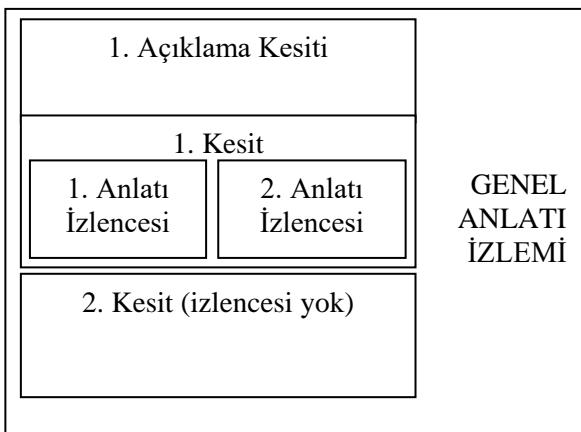 1. Açıklama Kesiti
1. Kesit
1. Anlatı
İzlencesi
2. Anlatı
İzlencesi
2. Kesit (izlencesi yok)
GENEL
ANLATI
İZLEMİ